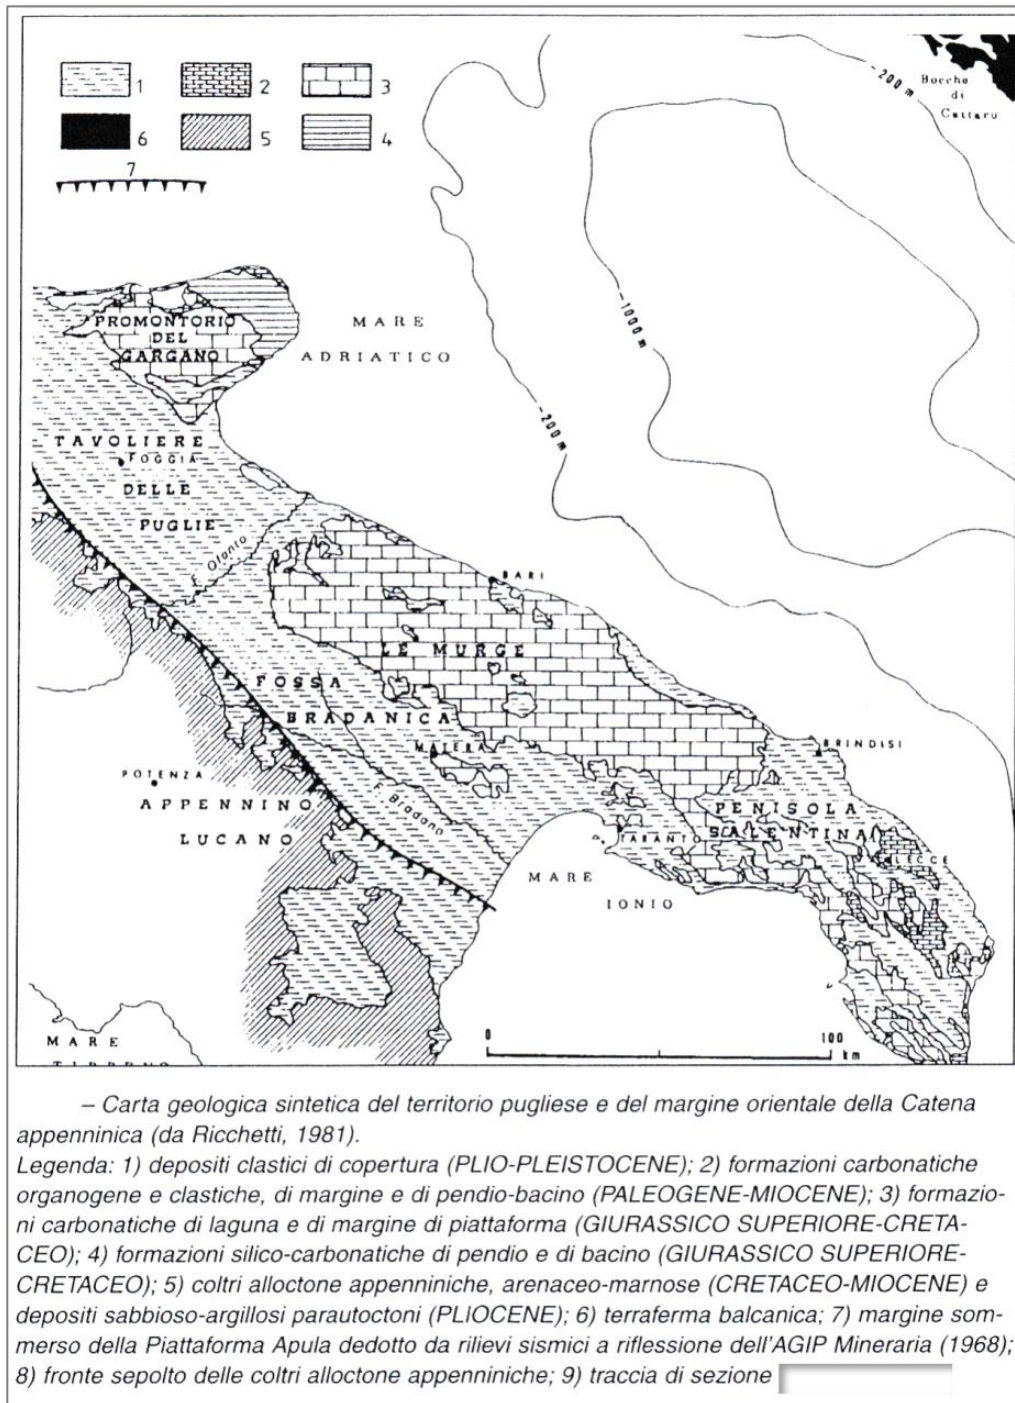 1
2
3
6
5
4
7
-200 m
Bocche
di
Cattaro
-1000 m
-200 m
PROMONTORIO
DEL
GARGANO
MARE
ADRIATICO
TAVOLIERE
FOGGIA
DELLE
PUGLIE
F. Ofanto
BARI
LE MURGE
FOSSA
BRADANICA
MATERA
BRINDISI
POTENZA
APPENNINO
LUCANO
F. Bradano
PENISOLA
SALENTINA
TARANTO
LECCE
MARE
IONIO
MARE
TIRRENO
0
100
km
– Carta geologica sintetica del territorio pugliese e del margine orientale della Catena
appenninica (da Ricchetti, 1981).
Legenda: 1) depositi clastici di copertura (PLIO-PLEISTOCENE); 2) formazioni carbonatiche
organogene e clastiche, di margine e di pendio-bacino (PALEOGENE-MIOCENE); 3) formazio-
ni carbonatiche di laguna e di margine di piattaforma (GIURASSICO SUPERIORE-CRETA-
CEO); 4) formazioni silico-carbonatiche di pendio e di bacino (GIURASSICO SUPERIORE-
CRETACEO); 5) coltri alloctone appenniniche, arenaceo-marnose (CRETACEO-MIOCENE) e
depositi sabbioso-argillosi parautoctoni (PLIOCENE); 6) terraferma balcanica; 7) margine som-
merso della Piattaforma Apula dedotto da rilievi sismici a riflessione dell'AGIP Mineraria (1968);
8) fronte sepolto delle coltri alloctone appenniniche; 9) traccia di sezione